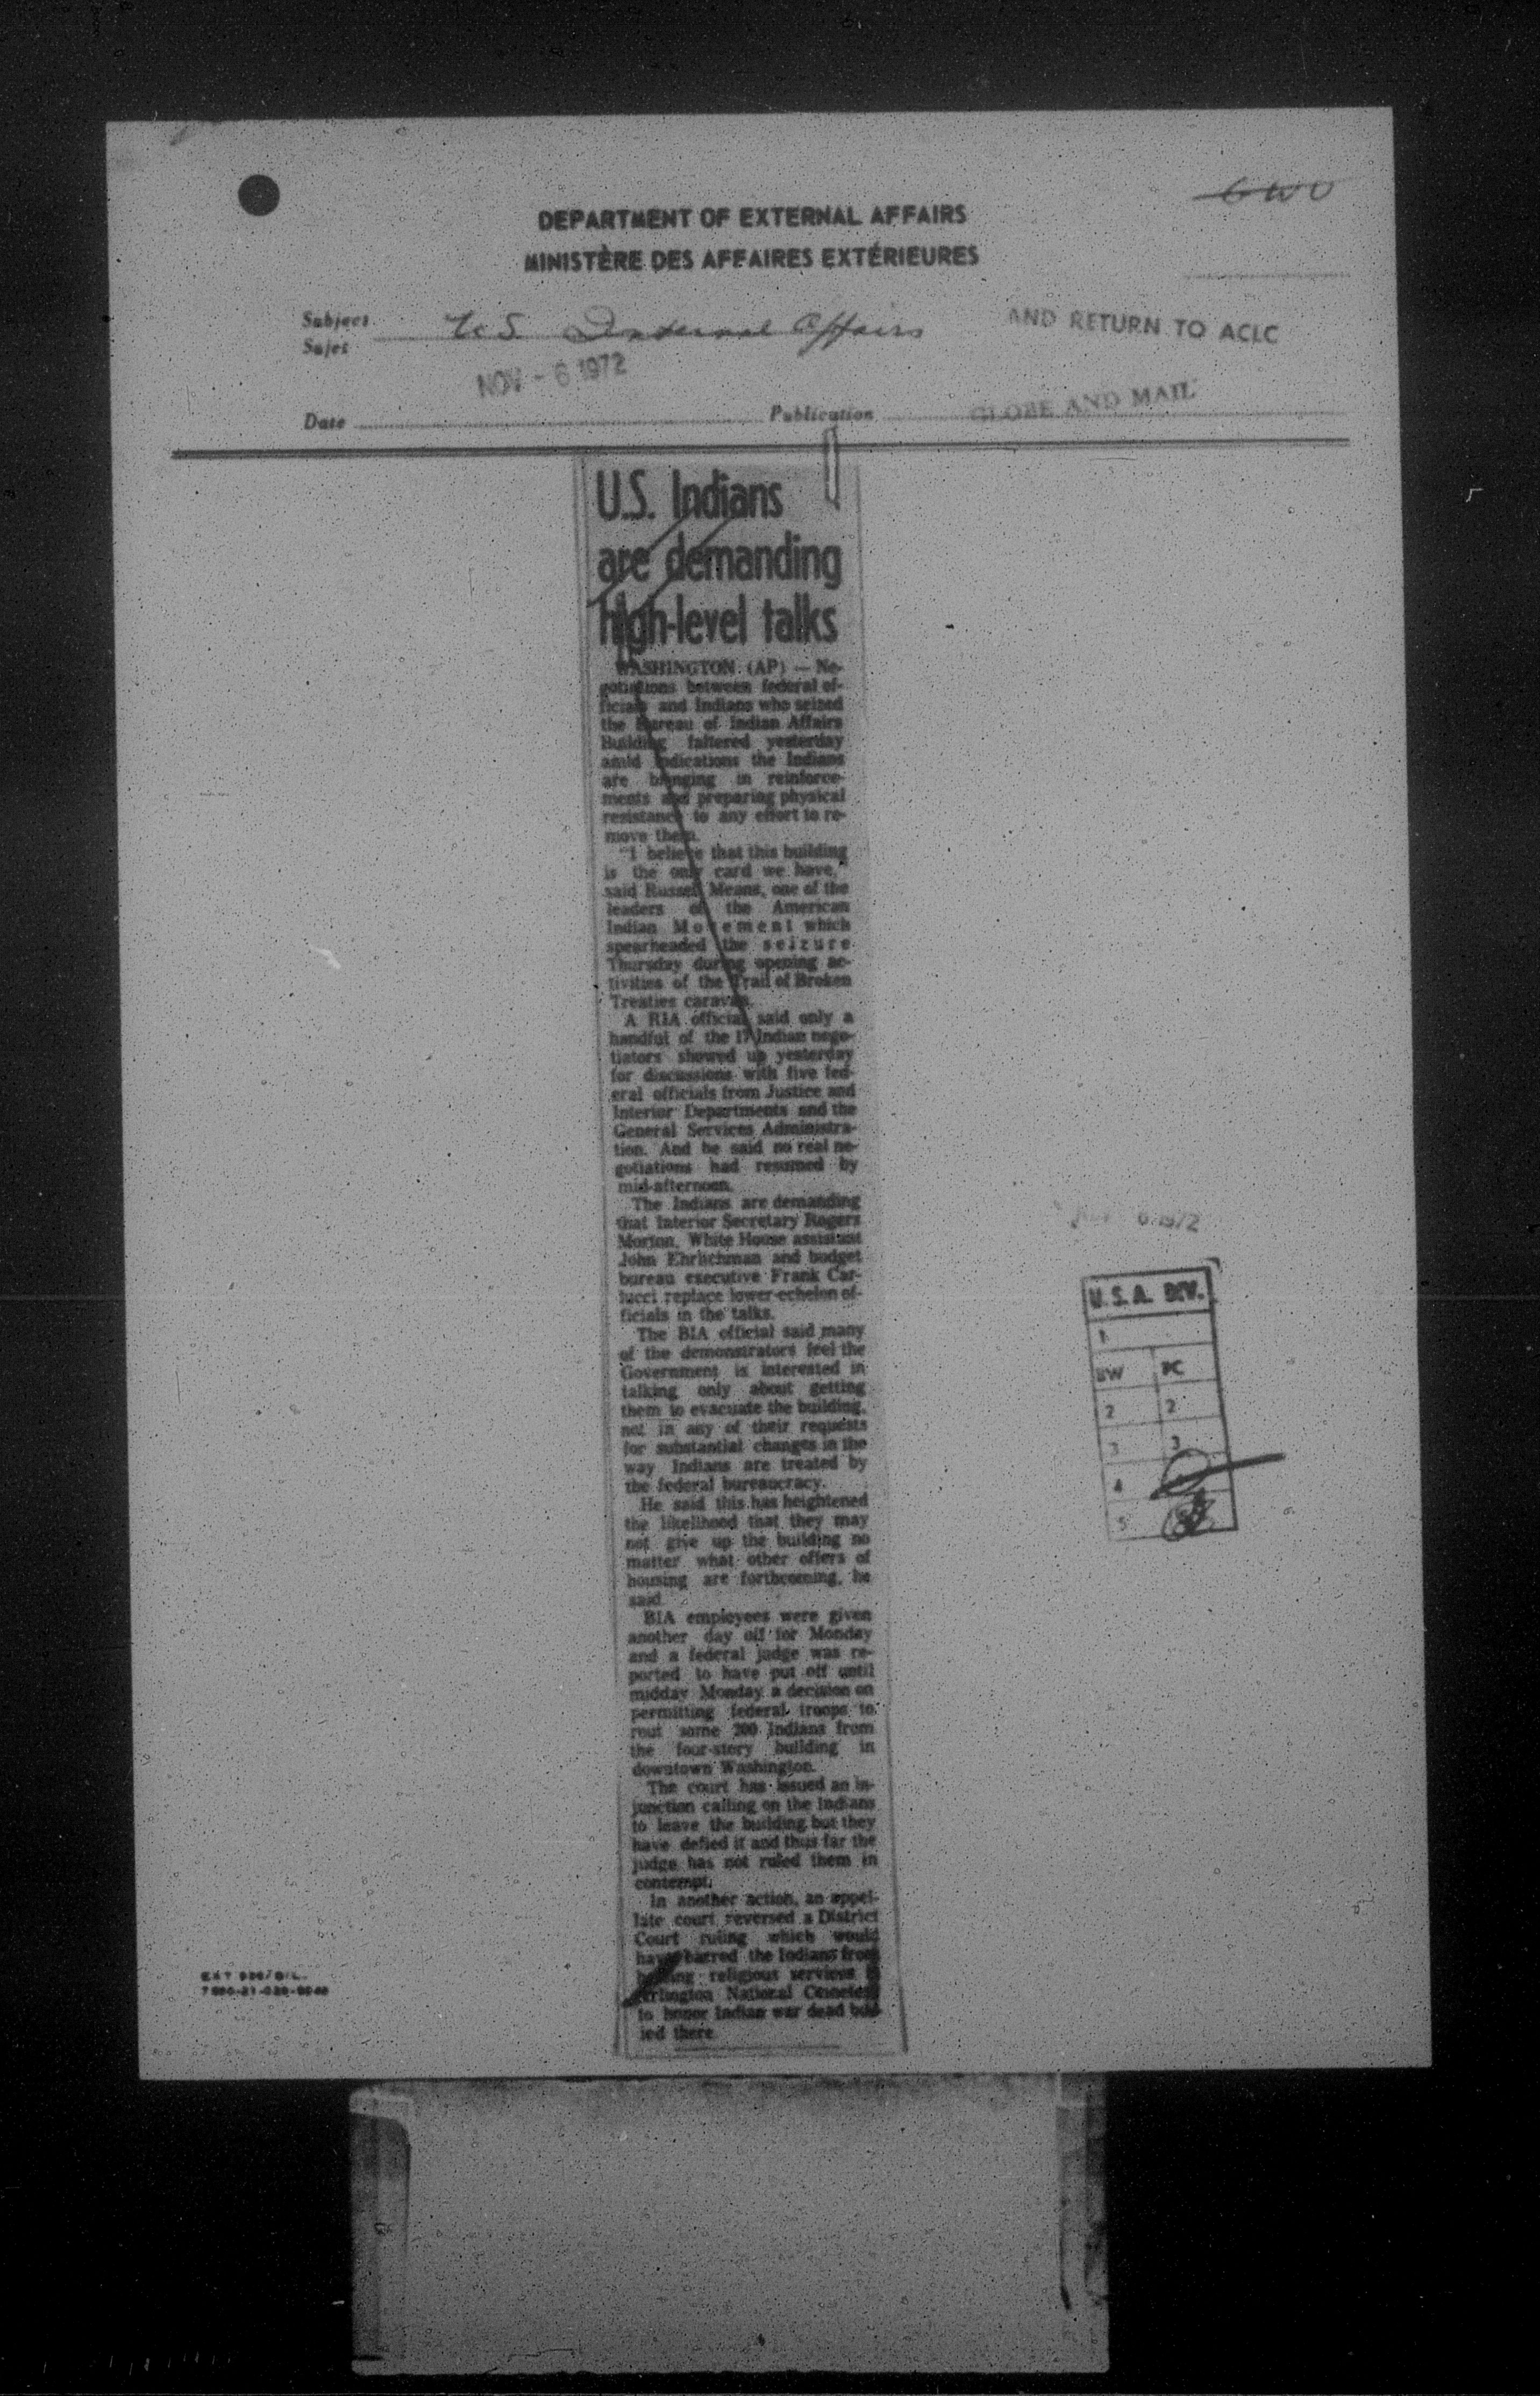 GWU
DEPARTMENT OF EXTERNAL AFFAIRS
MINISTÈRE DES AFFAIRES EXTÉRIEURES
Subject
Sujet
U.S Internal Affairs
AND RETURN TO ACLC
NOV - 6 1972
Date
Publication
GLOBE AND MAIL
U.S. Indians
are demanding
high-level talks
WASHINGTON (AP) — Ne-
gotiations between federal of-
ficials and Indians who seized
the Bureau of Indian Affairs
Building faltered yesterday
amid indications the Indians
are bringing in reinforce-
ments and preparing physical
resistance to any effort to re-
move them.
"I believe that this building
is the only card we have,"
said Russell Means, one of the
leaders of the American
Indian Movement which
spearheaded the seizure
Thursday during opening ac-
tivities of the Trail of Broken
Treaties caravan.
A BIA official said only a
handful of the 17 Indian nego-
tiators showed up yesterday
for discussions with five fed-
eral officials from Justice and
Interior Departments and the
General Services Administra-
tion. And he said no real ne-
gotiations had resumed by
mid-afternoon.
The Indians are demanding
that Interior Secretary Rogers
Morton, White House assistant
John Ehrlichman and budget
bureau executive Frank Car-
lucci replace lower-echelon of-
ficials in the talks.
The BIA official said many
of the demonstrators feel the
Government is interested in
talking only about getting
them to evacuate the building,
not in any of their requests
for substantial changes in the
way Indians are treated by
the federal bureaucracy.
He said this has heightened
the likelihood that they may
not give up the building no
matter what other offers of
housing are forthcoming, he
said.
BIA employees were given
another day off for Monday
and a federal judge was re-
ported to have put off until
midday Monday a decision on
permitting federal troops to
rout some 200 Indians from
the four-story building in
downtown Washington.
The court has issued an in-
junction calling on the Indians
to leave the building but they
have defied it and thus far the
judge has not ruled them in
contempt.
In another action, an appel-
late court reversed a District
Court ruling which would
have barred the Indians from
holding religious services
Arlington National Cemetery
to honor Indian war dead bur-
ied there.
6 1972
U.S.A. DIV.
1
PC
2 2
3 3
4
5